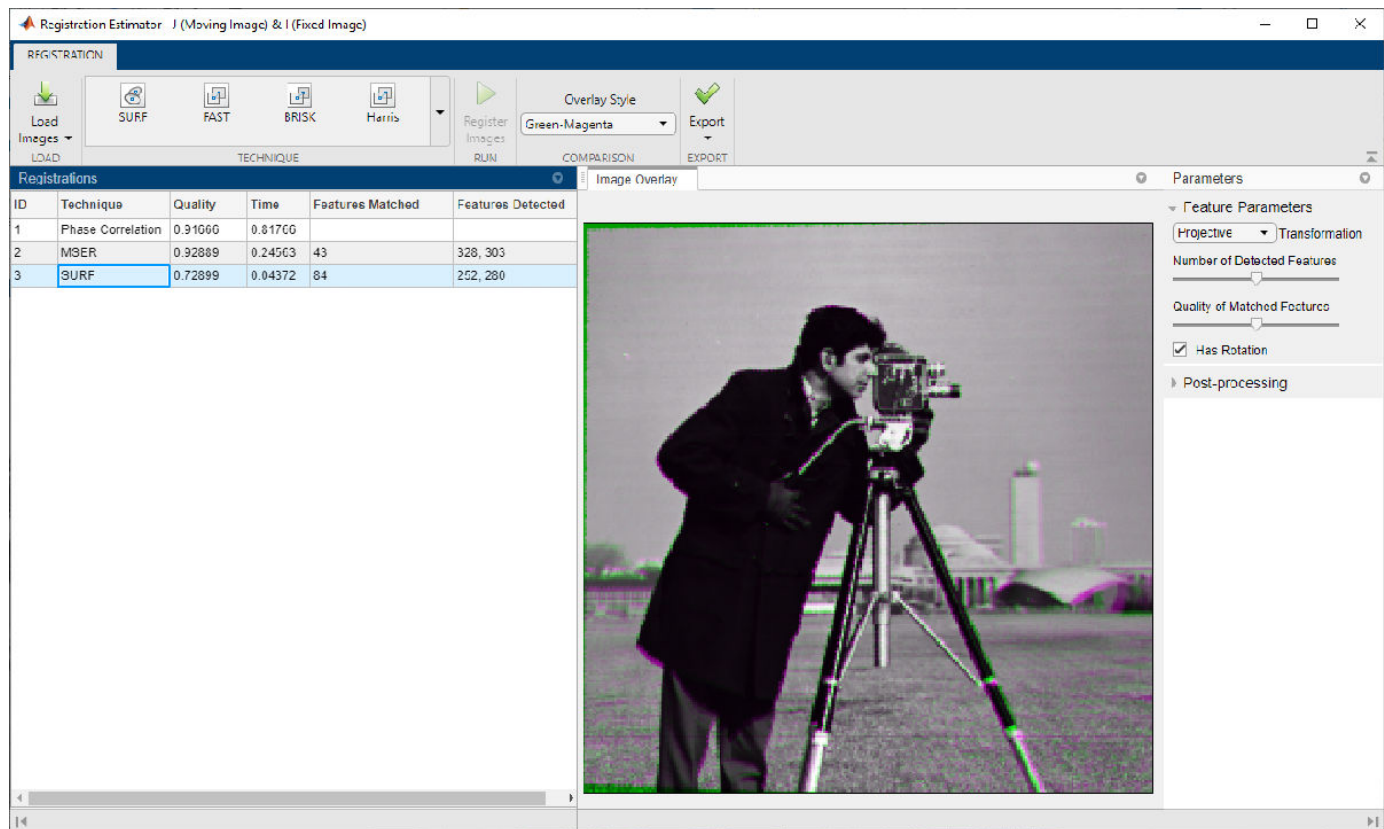 Registration Estimator - J (Moving Image) & I (Fixed Image)
REGISTRATION
Load
Images
SURF
FAST
BRISK
Harris
Register
Images
Overlay Style
Green-Magenta
Export
LOAD
TECHNIQUE
RUN
COMPARISON
EXPORT
Registrations
ID Technique Quality Time Features Matched Features Detected
1 Phase Correlation 0.91666 0.81766
2 MSER 0.92889 0.24563 43 328, 303
3 SURF 0.72899 0.04372 84 252, 280
Image Overlay
Parameters
Feature Parameters
Projective Transformation
Number of Detected Features
Quality of Matched Features
Has Rotation
Post-processing